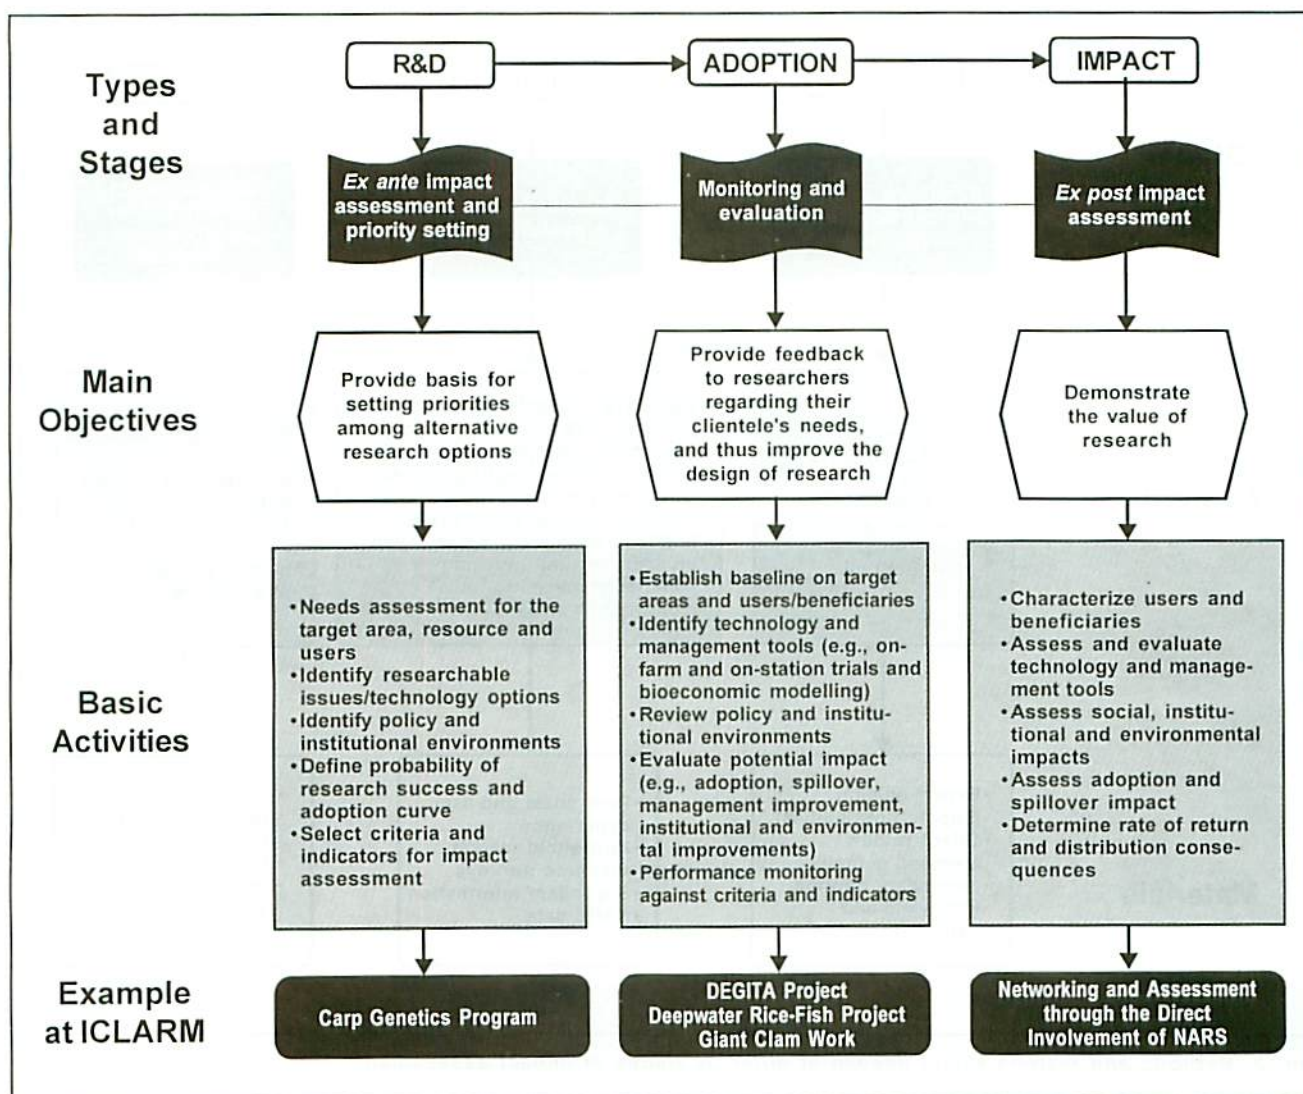 Types
and
Stages
R&D
ADOPTION
IMPACT
Ex ante impact
assessment and
priority setting
Monitoring and
evaluation
Ex post impact
assessment
Main
Objectives
Provide basis for
setting priorities
among alternative
research options
Provide feedback
to researchers
regarding their
clientele's needs,
and thus improve the
design of research
Demonstrate
the value of
research
Basic
Activities
•Needs assessment for the
target area, resource and
users
•Identify researchable
issues/technology options
•Identify policy and
institutional environments
•Define probability of
research success and
adoption curve
•Select criteria and
indicators for impact
assessment
•Establish baseline on target
areas and users/beneficiaries
•Identify technology and
management tools (e.g., on-
farm and on-station trials and
bioeconomic modelling)
•Review policy and institu-
tional environments
•Evaluate potential impact
(e.g., adoption, spillover,
management improvement,
institutional and environmen-
tal improvements)
•Performance monitoring
against criteria and indicators
•Characterize users and
beneficiaries
•Assess and evaluate
technology and manage-
ment tools
•Assess social, institu-
tional and environmental
impacts
•Assess adoption and
spillover impact
•Determine rate of return
and distribution conse-
quences
Example
at ICLARM
Carp Genetics Program
DEGITA Project
Deepwater Rice-Fish Project
Giant Clam Work
Networking and Assessment
through the Direct
Involvement of NARS